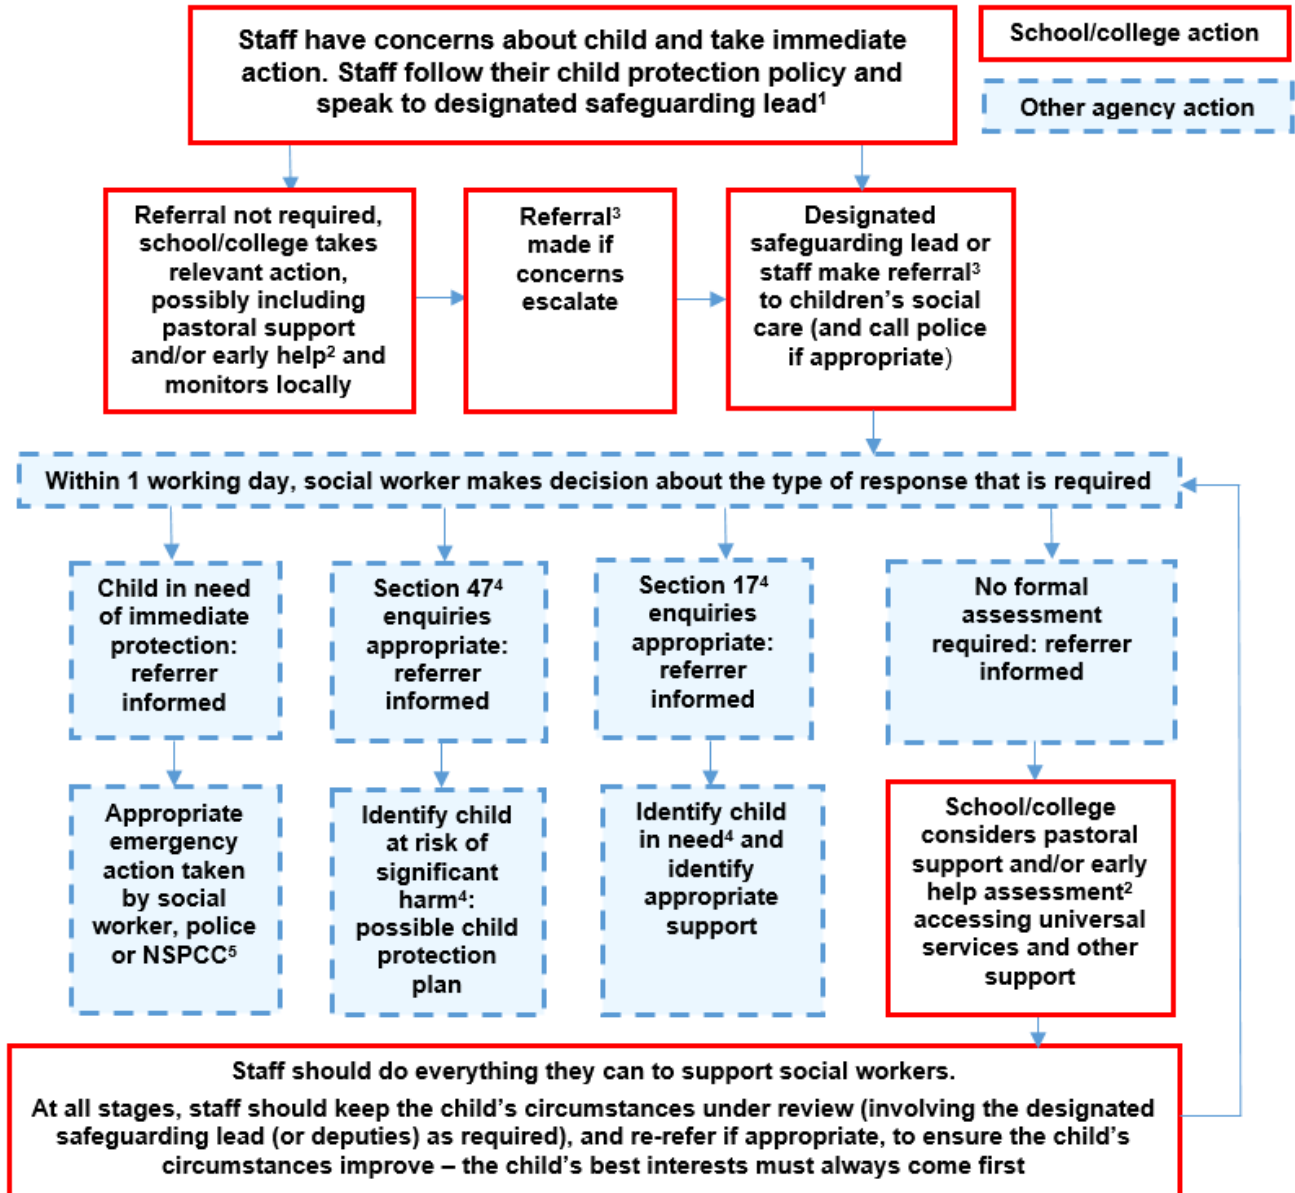 Staff have concerns about child and take immediate
action. Staff follow their child protection policy and
speak to designated safeguarding lead¹
School/college action
Other agency action
Referral not required,
school/college takes
relevant action,
possibly including
pastoral support
and/or early help² and
monitors locally
Referral³
made if
concerns
escalate
Designated
safeguarding lead or
staff make referral³
to children’s social
care (and call police
if appropriate)
Within 1 working day, social worker makes decision about the type of response that is required
Child in need
of immediate
protection:
referrer
informed
Section 47⁴
enquiries
appropriate:
referrer
informed
Section 17⁴
enquiries
appropriate:
referrer
informed
No formal
assessment
required: referrer
informed
Appropriate
emergency
action taken
by social
worker, police
or NSPCC⁵
Identify child
at risk of
significant
harm⁴:
possible child
protection
plan
Identify child
in need⁴ and
identify
appropriate
support
School/college
considers pastoral
support and/or early
help assessment²
accessing universal
services and other
support
Staff should do everything they can to support social workers.
At all stages, staff should keep the child’s circumstances under review (involving the designated
safeguarding lead (or deputies) as required), and re-refer if appropriate, to ensure the child’s
circumstances improve – the child’s best interests must always come first